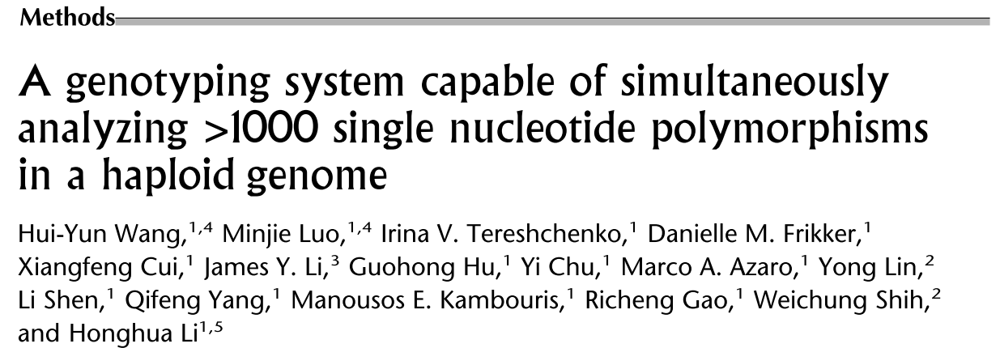 Methods
A genotyping system capable of simultaneously
analyzing >1000 single nucleotide polymorphisms
in a haploid genome
Hui-Yun Wang,1,4 Minjie Luo,1,4 Irina V. Tereshchenko,1 Danielle M. Frikker,1
Xiangfeng Cui,1 James Y. Li,3 Guohong Hu,1 Yi Chu,1 Marco A. Azaro,1 Yong Lin,2
Li Shen,1 Qifeng Yang,1 Manousos E. Kambouris,1 Richeng Gao,1 Weichung Shih,2
and Honghua Li1,5